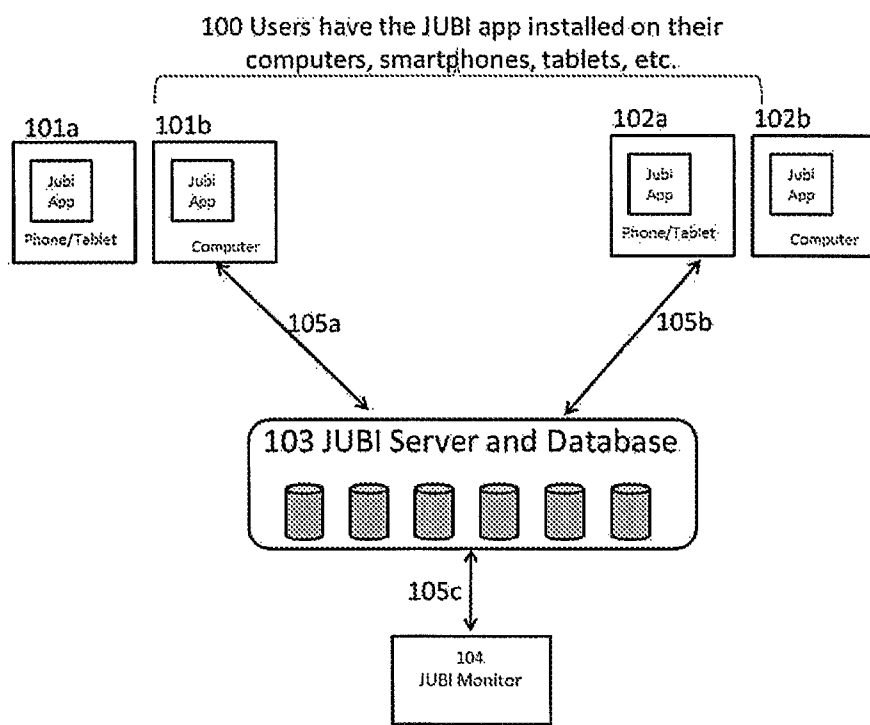 100 Users have the JUBI app installed on their
computers, smartphones, tablets, etc.
101a
101b
102a
102b
Jubi
App
Phone/Tablet
Jubi
App
Computer
Jubi
App
Phone/Tablet
Jubi
App
Computer
105a
105b
103 JUBI Server and Database
105c
104
JUBI Monitor